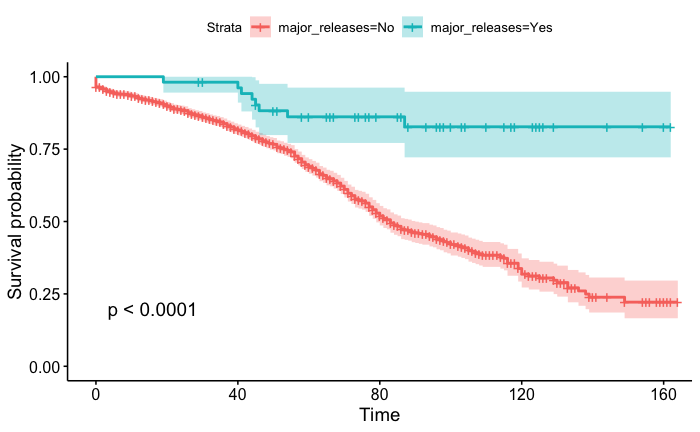 Strata major_releases=No major_releases=Yes
1.00
0.75
0.50
0.25
0.00
Survival probability
p < 0.0001
0 40 80 120 160
Time